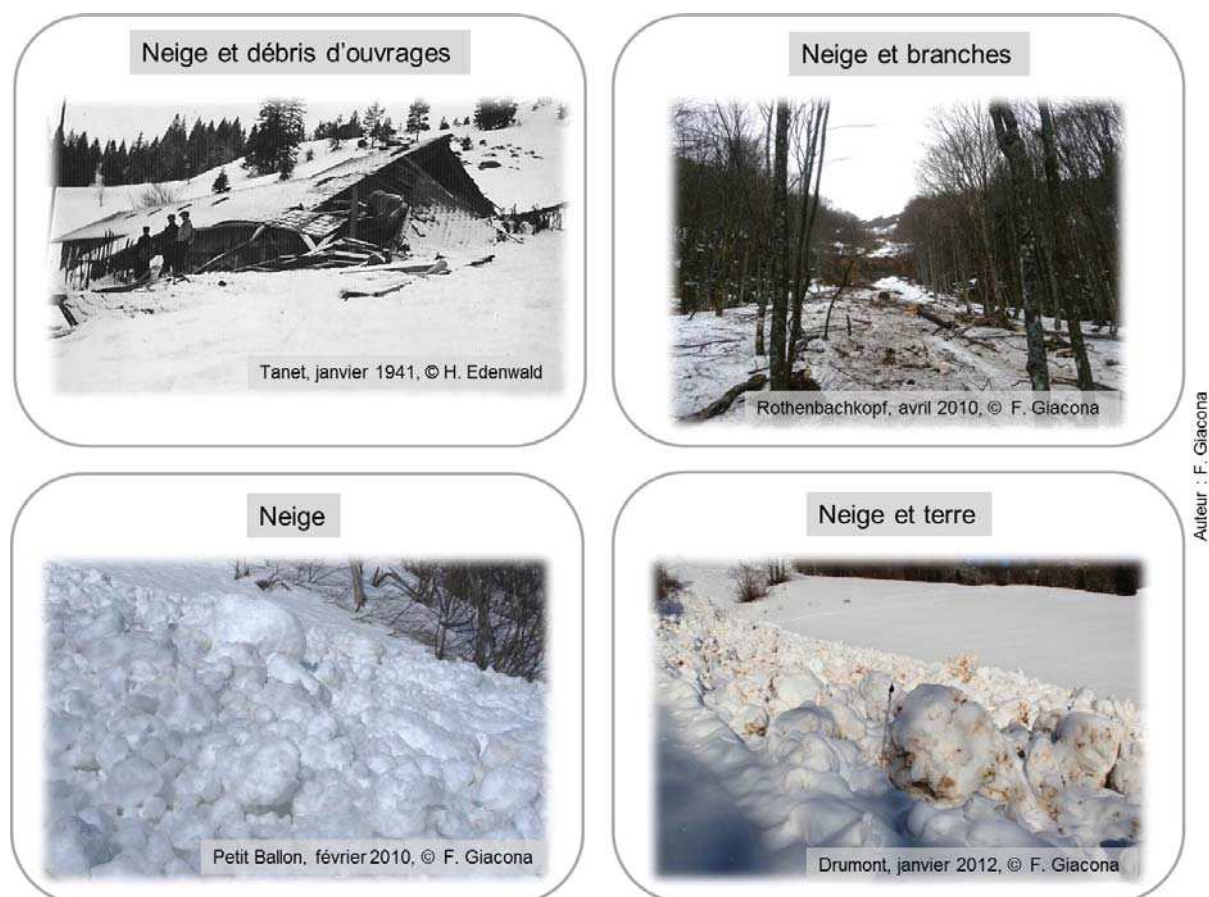 Neige et débris d'ouvrages
Tanet, janvier 1941, © H. Edenwald
Neige et branches
Rothenbachkopf, avril 2010, © F. Giacona
Neige
Petit Ballon, février 2010, © F. Giacona
Neige et terre
Drumont, janvier 2012, © F. Giacona
Auteur : F. Giacona